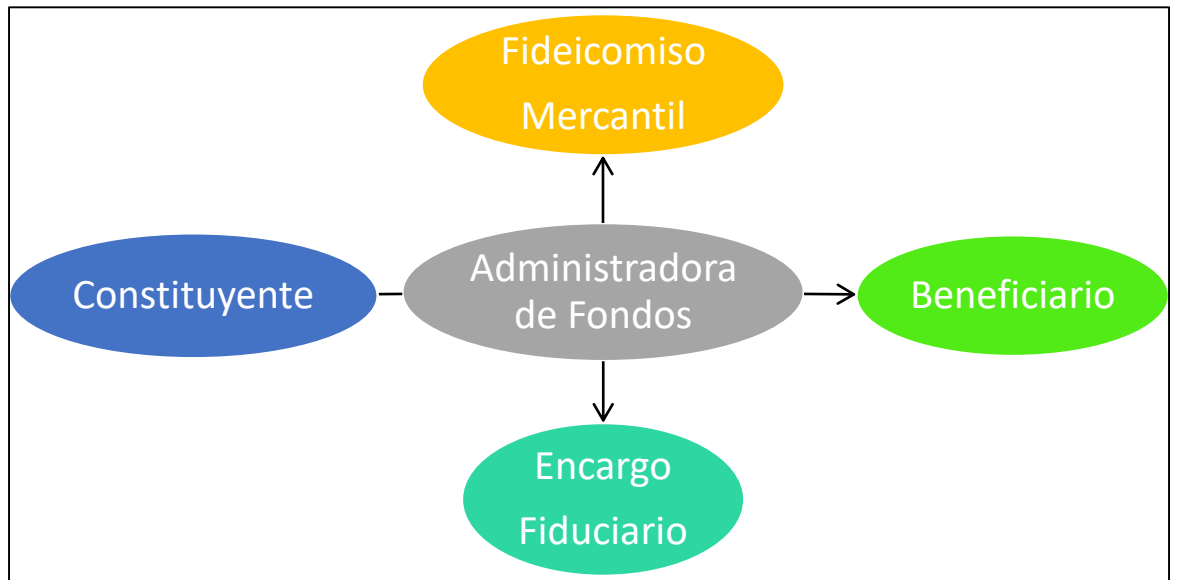 Fideicomiso
Mercantil
Constituyente
Administradora
de Fondos
Beneficiario
Encargo
Fiduciario